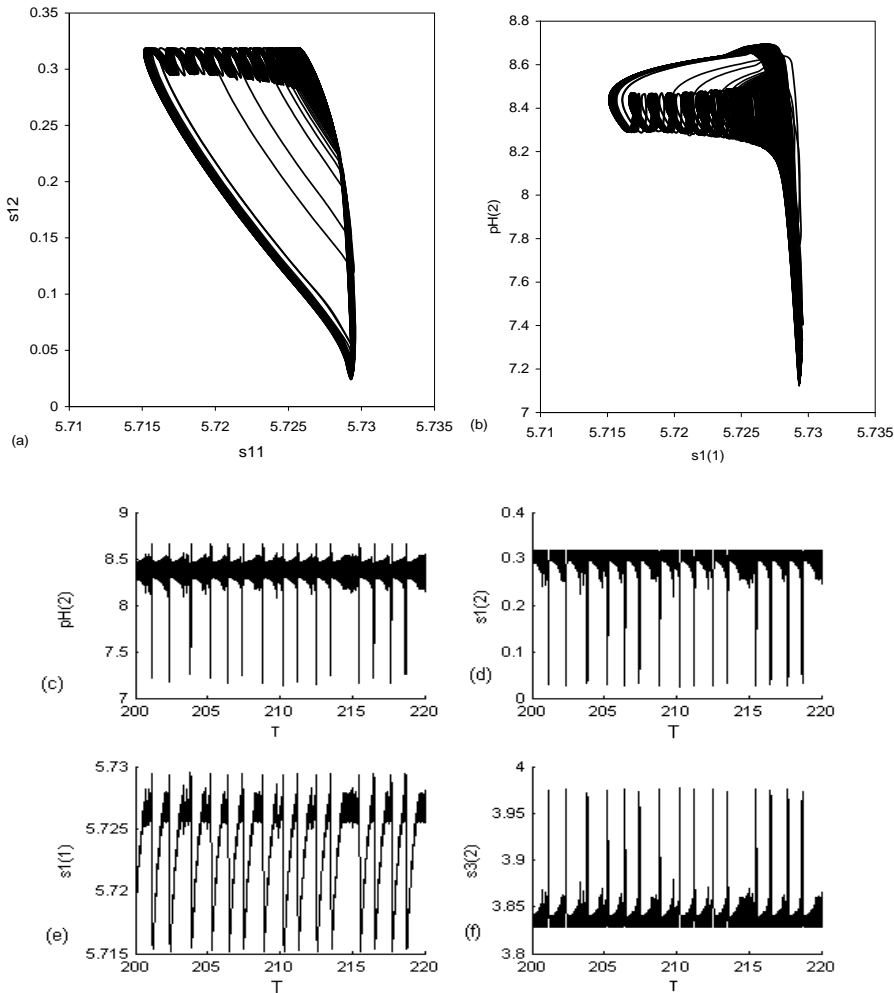 0.35
0.3
0.25
0.2
0.15
0.1
0.05
0
s12
5.71 5.715 5.72 5.725 5.73 5.735
(a)
s11
8.8
8.6
8.4
8.2
8
7.8
7.6
7.4
7.2
7
pH(2)
5.71 5.715 5.72 5.725 5.73 5.735
(b)
s1(1)
9
8.5
8
7.5
7
pH(2)
(c)
200 205 210 215 220
T
0.4
0.3
0.2
0.1
0
s1(2)
(d)
200 205 210 215 220
T
5.73
5.725
5.72
5.715
s1(1)
(e)
200 205 210 215 220
T
4
3.95
3.9
3.85
3.8
s3(2)
(f)
200 205 210 215 220
T